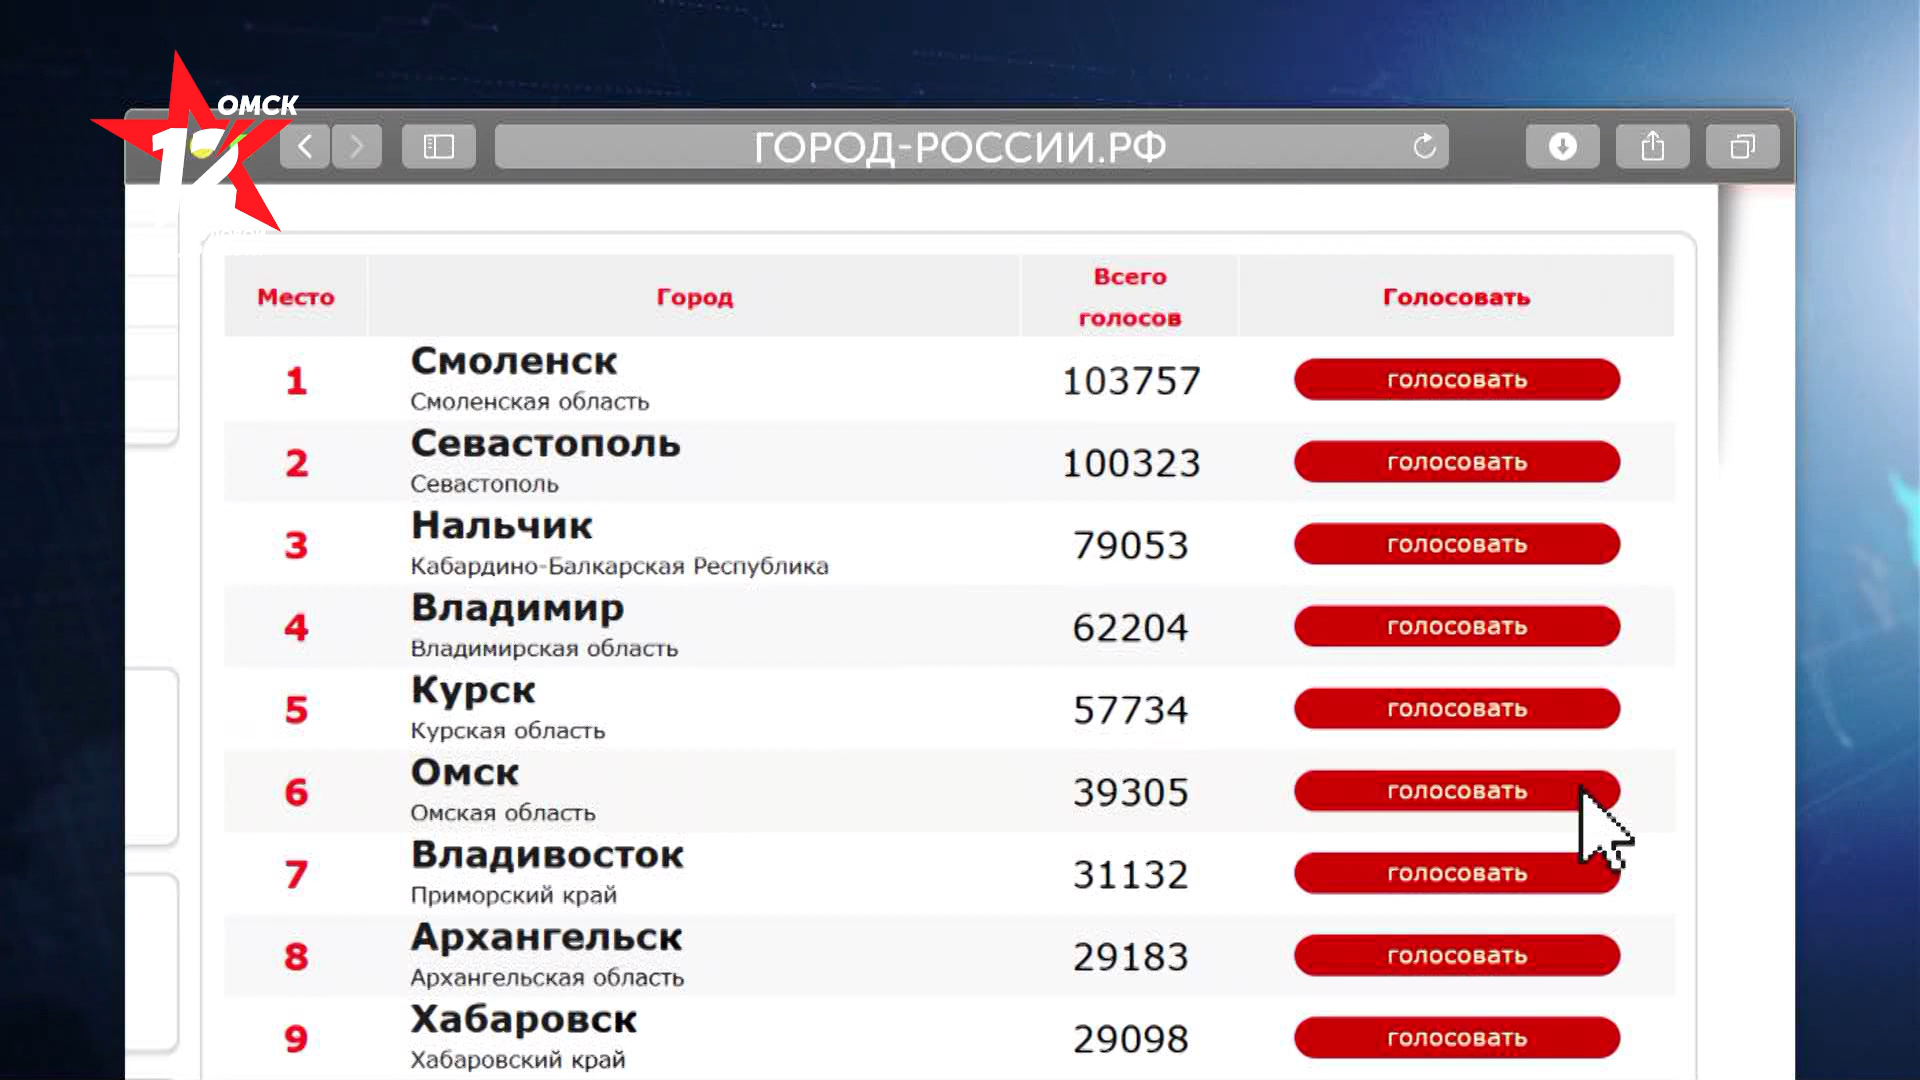 ОМСК
12
ГОРОД-РОССИИ.РФ
Место
Город
Всего
голосов
Голосовать
1
Смоленск
Смоленская область
103757
голосовать
2
Севастополь
Севастополь
100323
голосовать
3
Нальчик
Кабардино-Балкарская Республика
79053
голосовать
4
Владимир
Владимирская область
62204
голосовать
5
Курск
Курская область
57734
голосовать
6
Омск
Омская область
39305
голосовать
7
Владивосток
Приморский край
31132
голосовать
8
Архангельск
Архангельская область
29183
голосовать
9
Хабаровск
Хабаровский край
29098
голосовать